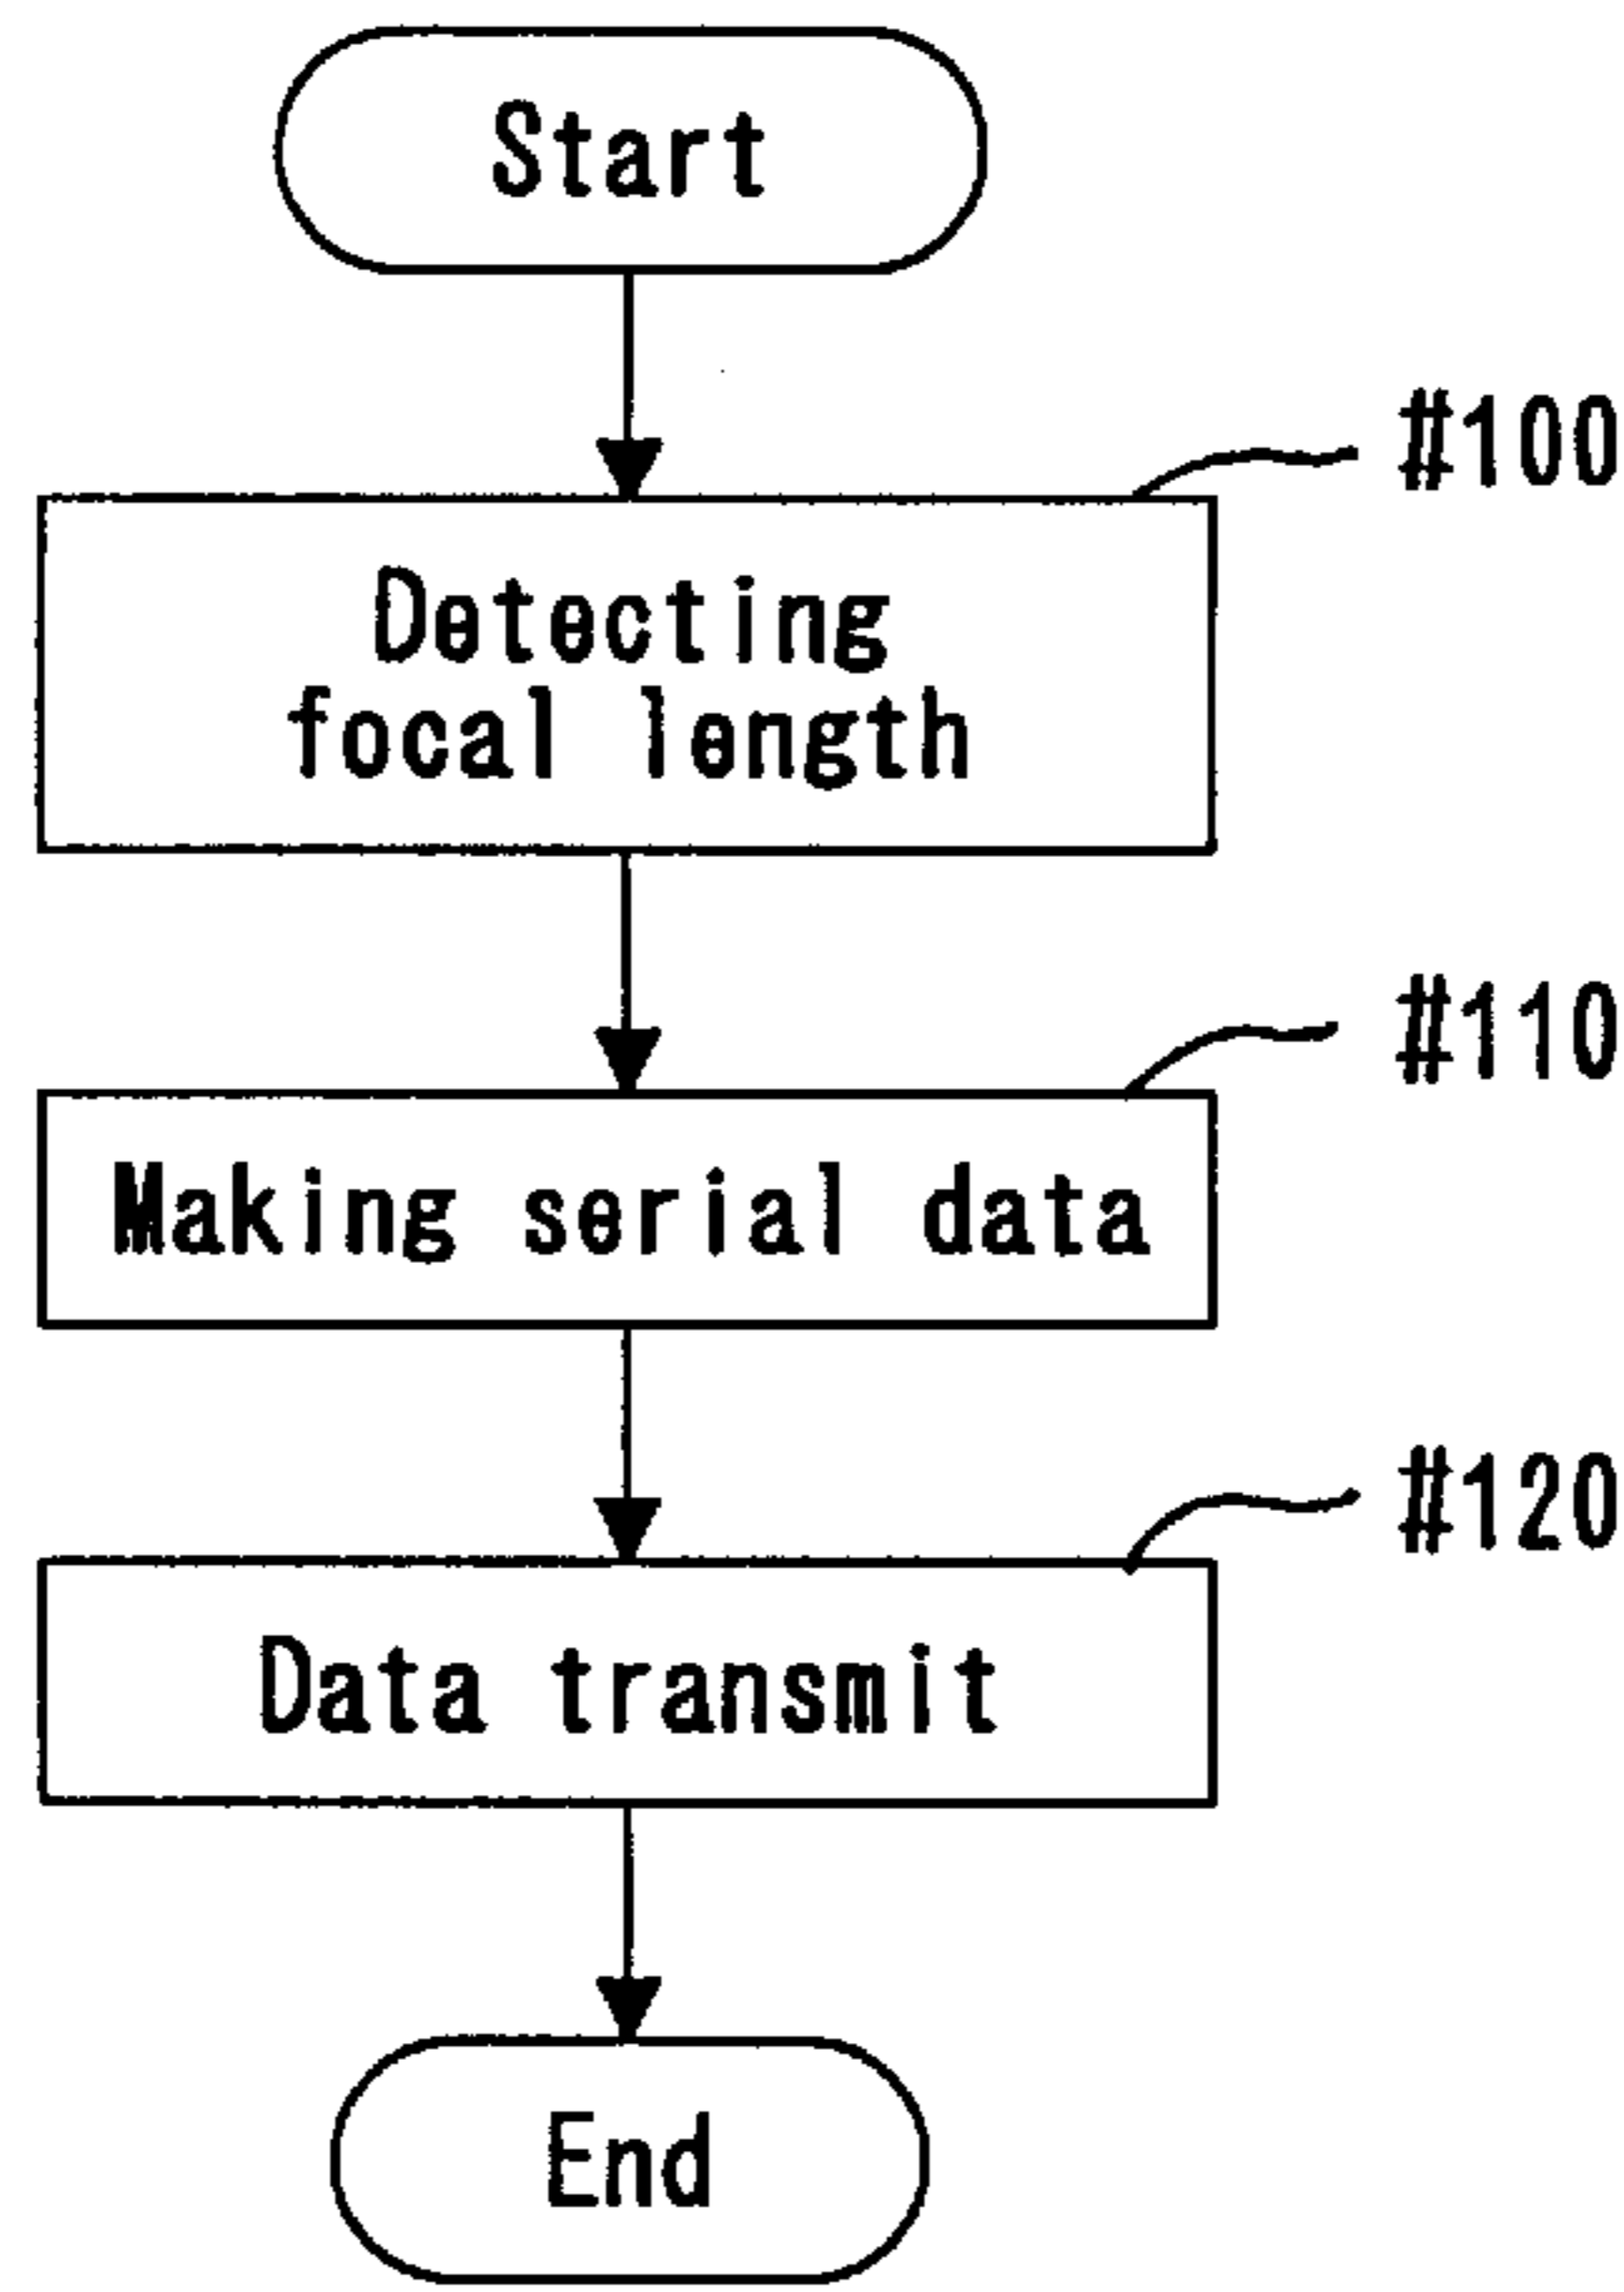 Start
#100
Detecting
focal length
#110
Making serial data
#120
Data transmit
End